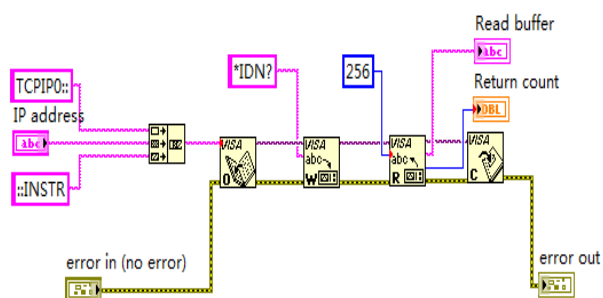 Read buffer
abc
TCPIP0::
*IDN?
256
Return count
DBL
IP address
abc
VISA
O
VISA
abc
W
VISA
abc
R
VISA
C
::INSTR
error in (no error)
error out